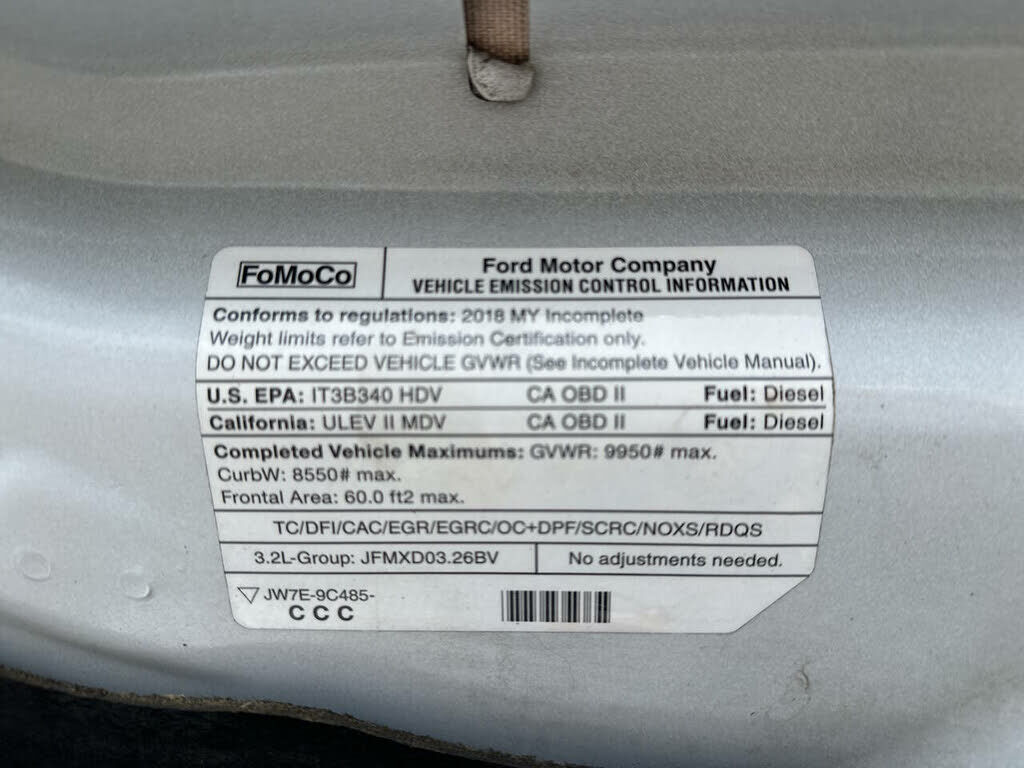 FoMoCo
Ford Motor Company
VEHICLE EMISSION CONTROL INFORMATION
Conforms to regulations: 2018 MY Incomplete
Weight limits refer to Emission Certification only.
DO NOT EXCEED VEHICLE GVWR (See Incomplete Vehicle Manual).
U.S. EPA: IT3B340 HDV CA OBD II Fuel: Diesel
California: ULEV II MDV CA OBD II Fuel: Diesel
Completed Vehicle Maximums: GVWR: 9950# max.
CurbW: 8550# max.
Frontal Area: 60.0 ft2 max.
TC/DFI/CAC/EGR/EGRC/OC+DPF/SCRC/NOXS/RDQS
3.2L-Group: JFMXD03.26BV No adjustments needed.
JW7E-9C485-
CCC